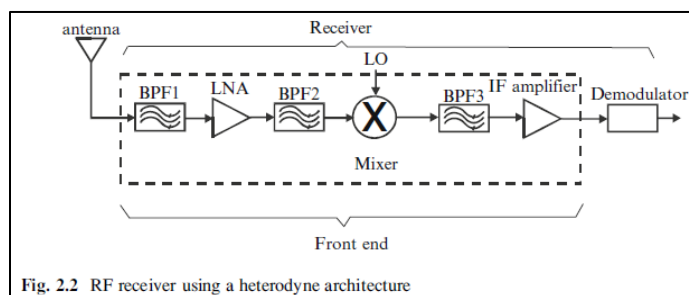 antenna
Receiver
LO
BPF1
LNA
BPF2
BPF3
IF amplifier
Demodulator
X
Mixer
Front end
Fig. 2.2 RF receiver using a heterodyne architecture